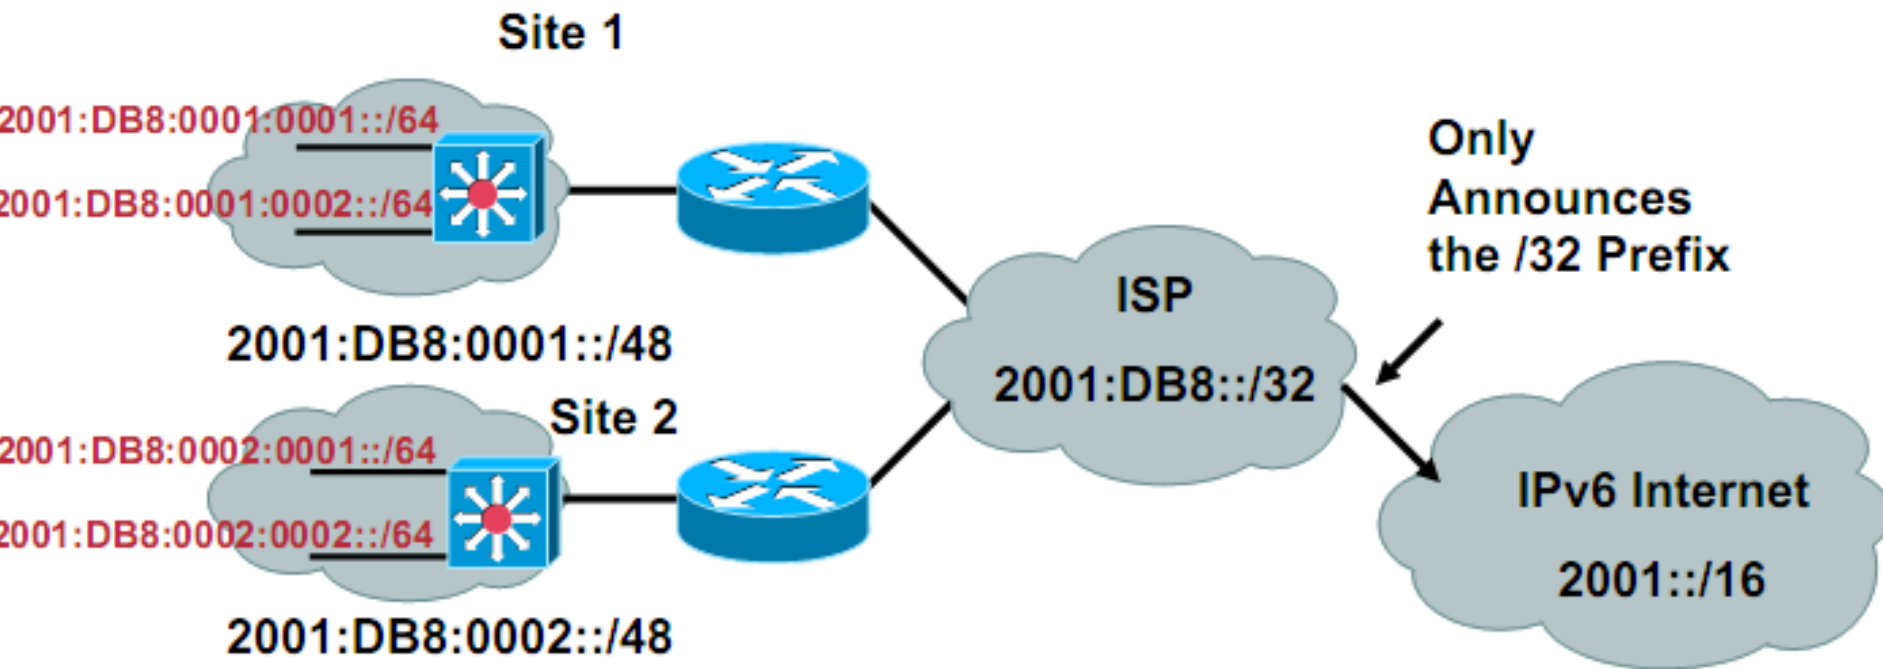 Site 1
2001:DB8:0001:0001::/64
2001:DB8:0001:0002::/64
2001:DB8:0001::/48
Site 2
2001:DB8:0002:0001::/64
2001:DB8:0002:0002::/64
2001:DB8:0002::/48
ISP
2001:DB8::/32
Only
Announces
the /32 Prefix
IPv6 Internet
2001::/16